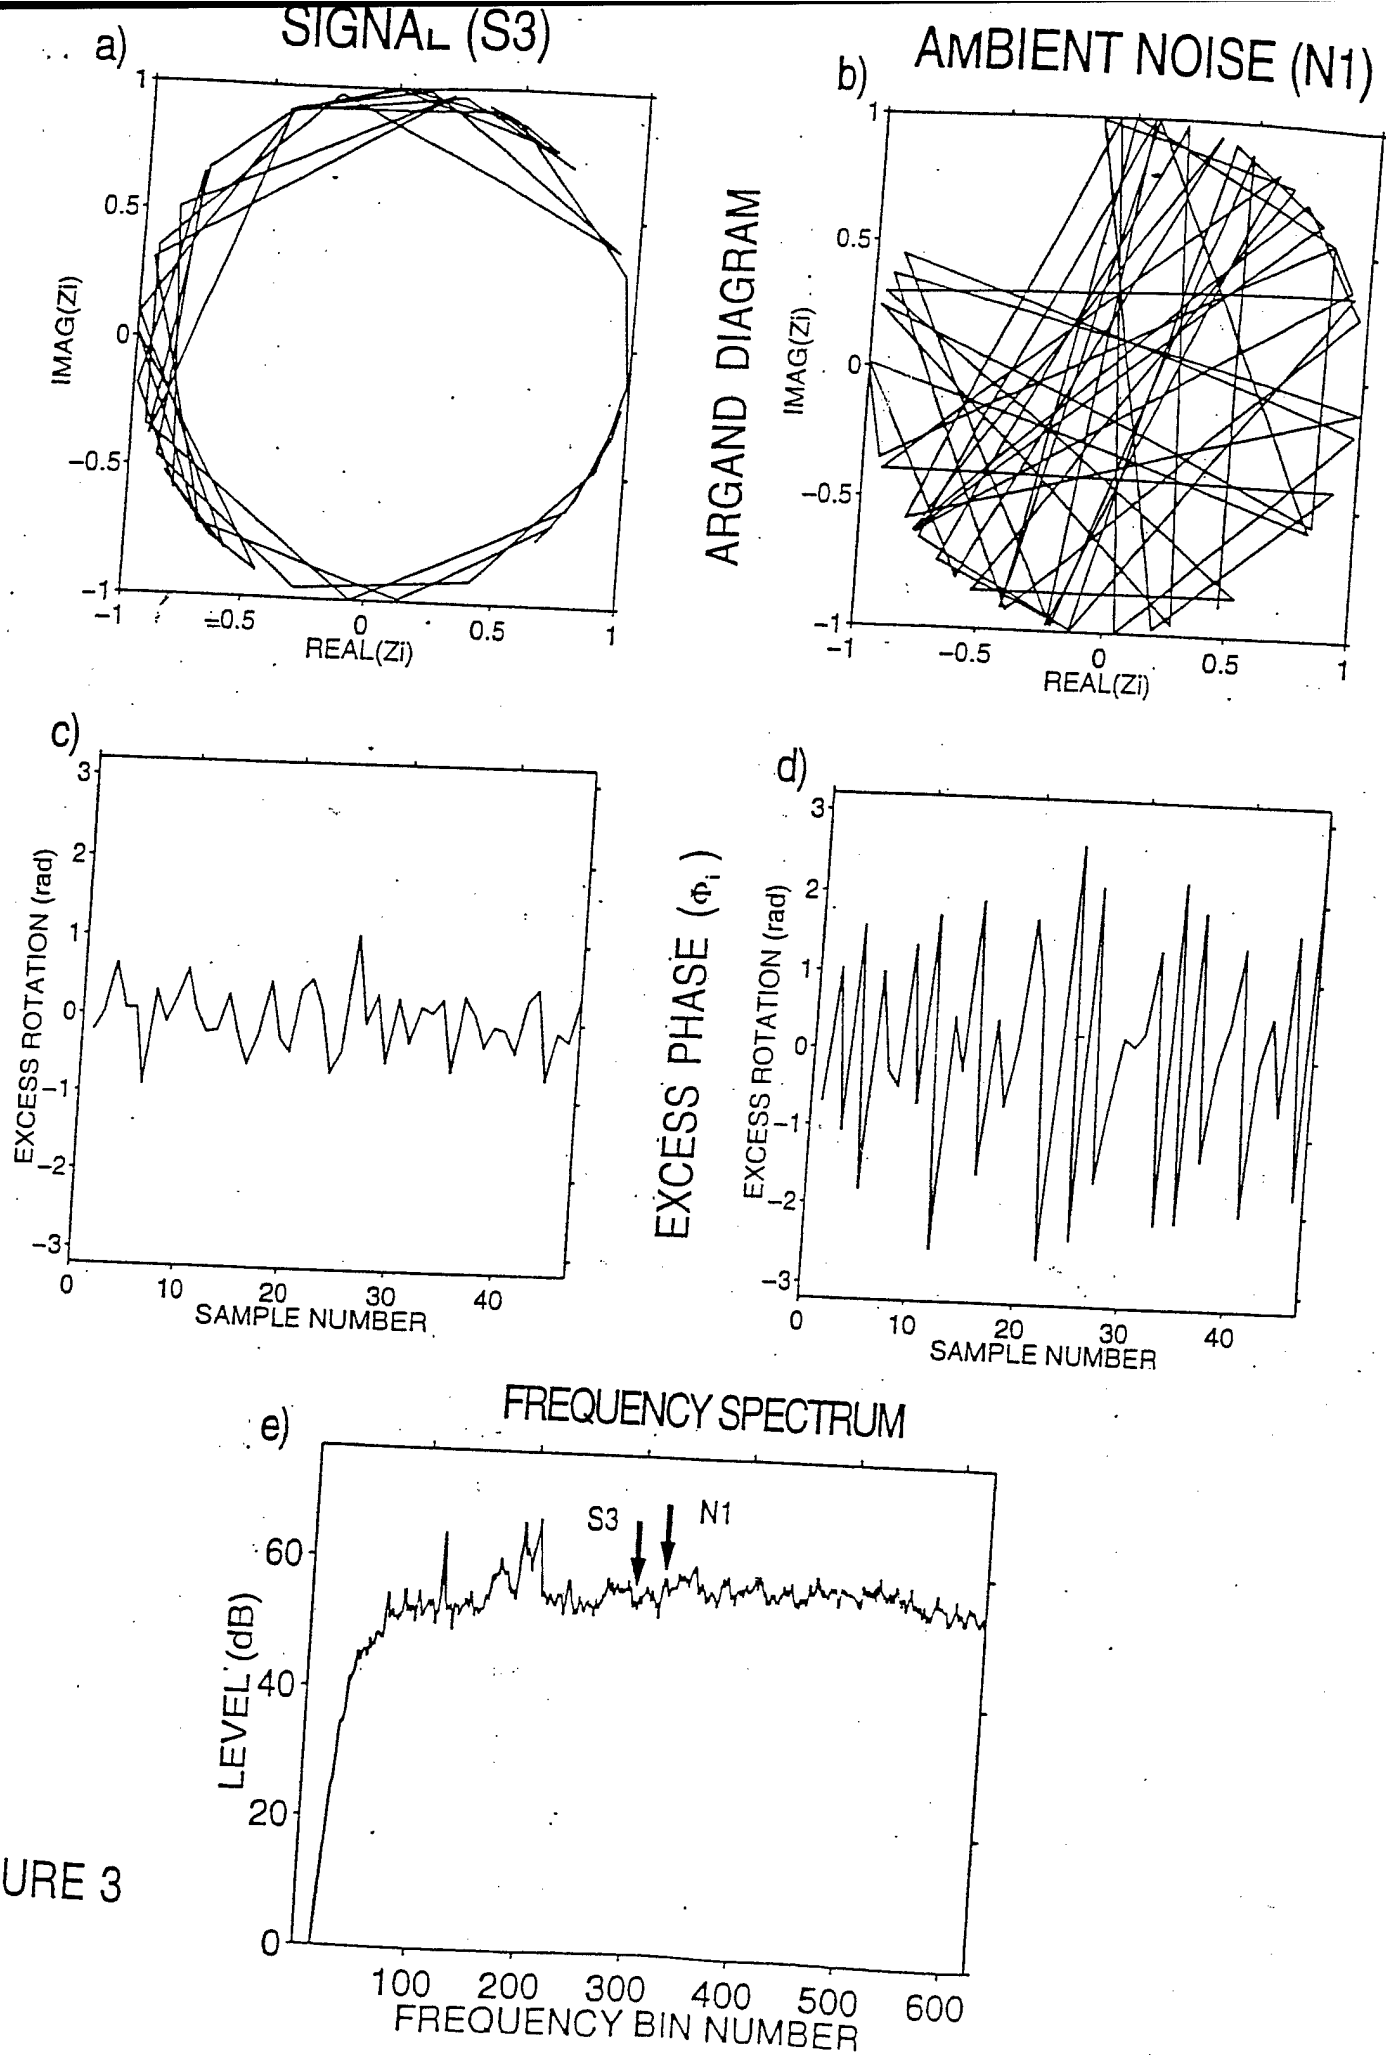 SIGNAL (S3)
a)
1
0.5
0
−0.5
−1
IMAG(Zi)
−1
−0.5
0
0.5
1
REAL(Zi)
AMBIENT NOISE (N1)
b)
1
0.5
0
−0.5
−1
IMAG(Zi)
−1
−0.5
0
0.5
1
REAL(Zi)
ARGAND DIAGRAM
c)
3
2
1
0
−1
−2
−3
EXCESS ROTATION (rad)
0
10
20
30
40
SAMPLE NUMBER
EXCESS PHASE (Φi)
d)
3
2
1
0
−1
−2
−3
EXCESS ROTATION (rad)
0
10
20
30
40
SAMPLE NUMBER
FREQUENCY SPECTRUM
e)
S3
N1
60
40
20
0
LEVEL (dB)
100
200
300
400
500
600
FREQUENCY BIN NUMBER
URE 3